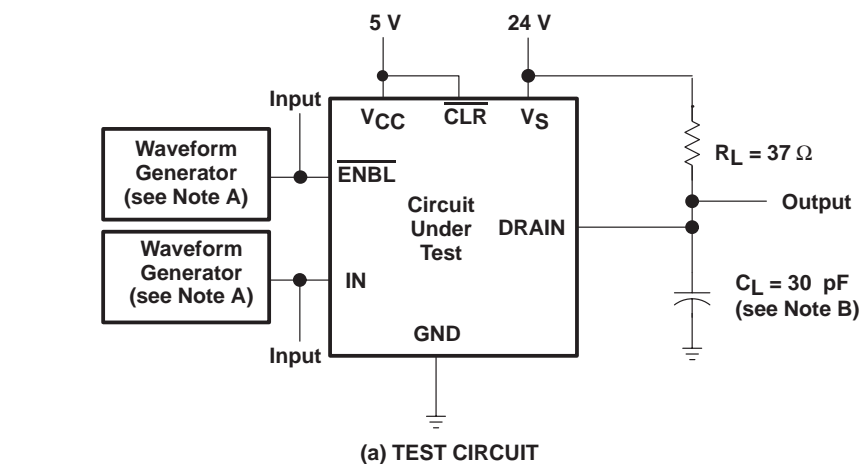 5 V
24 V
Input
VCC
CLR
VS
Waveform
Generator
(see Note A)
ENBL
RL = 37 Ω
Output
Circuit
Under
Test
DRAIN
Waveform
Generator
(see Note A)
IN
CL = 30 pF
(see Note B)
GND
Input
(a) TEST CIRCUIT